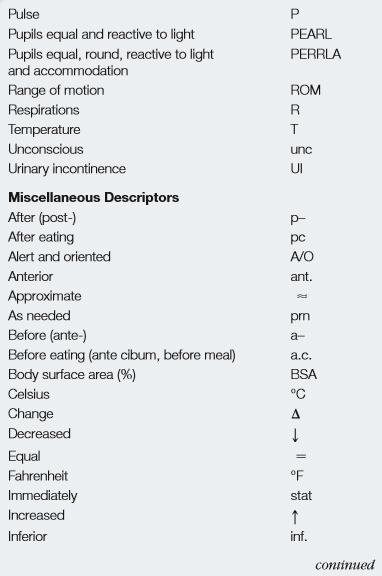 Pulse P
Pupils equal and reactive to light PEARL
Pupils equal, round, reactive to light PERRLA
and accommodation
Range of motion ROM
Respirations R
Temperature T
Unconscious unc
Urinary incontinence UI
Miscellaneous Descriptors
After (post-) p–
After eating pc
Alert and oriented A/O
Anterior ant.
Approximate ≈
As needed prn
Before (ante-) a–
Before eating (ante cibum, before meal) a.c.
Body surface area (%) BSA
Celsius °C
Change Δ
Decreased ↓
Equal =
Fahrenheit °F
Immediately stat
Increased ↑
Inferior inf.
continued